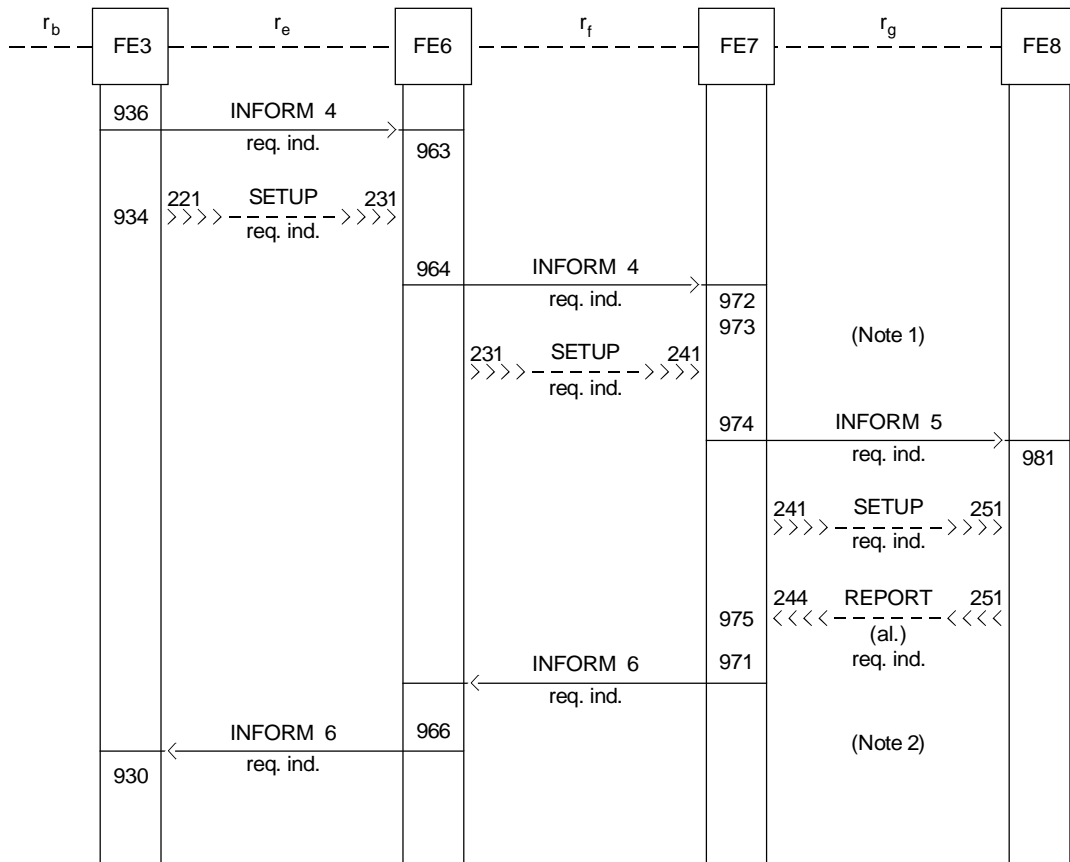 r_b r_e r_f r_g
FE3 FE6 FE7 FE8
936 INFORM 4
req. ind. 963
934 221 SETUP 231
req. ind.
964 INFORM 4
req. ind. 972
973 (Note 1)
231 SETUP 241
req. ind.
974 INFORM 5
req. ind. 981
241 SETUP 251
req. ind.
244 REPORT 251
975 (al.)
req. ind.
INFORM 6 971
req. ind.
INFORM 6 966 (Note 2)
req. ind.
930